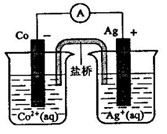 A
Co − Ag +
盐桥
Co²⁺(aq) Ag⁺(aq)